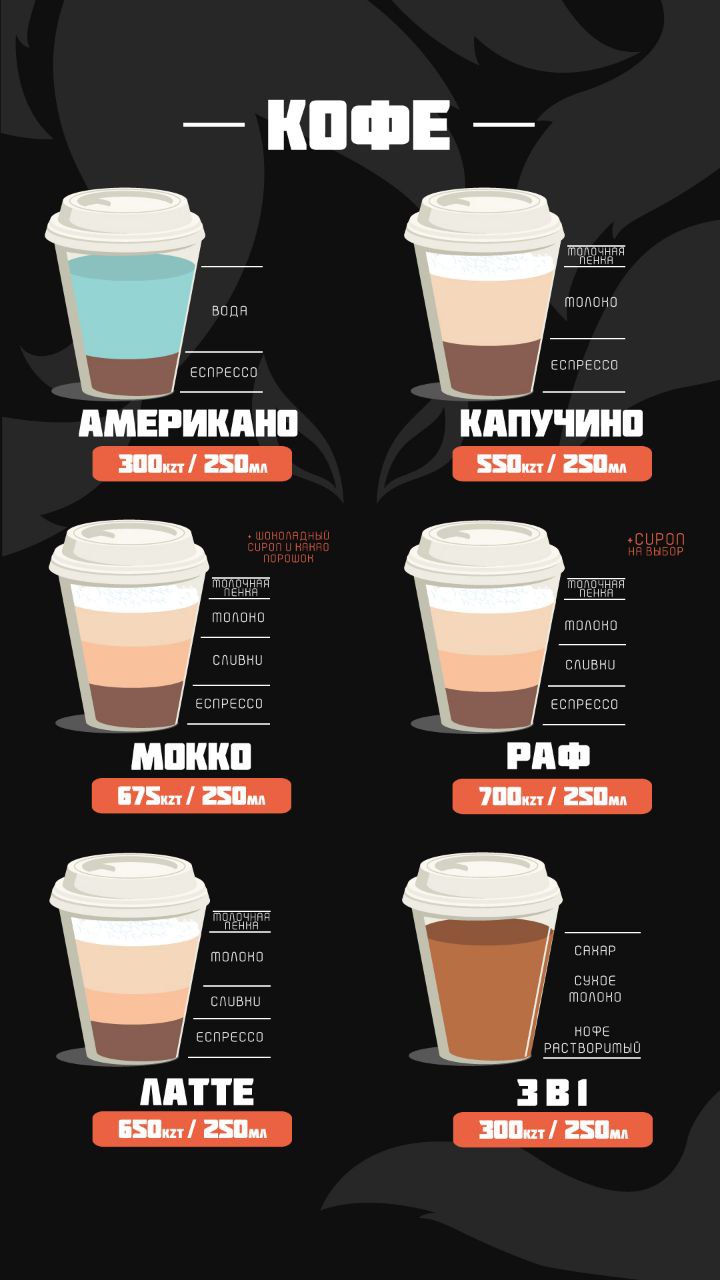 КОФЕ
ВОДА
ЕСПРЕССО
АМЕРИКАНО
300KZT / 250МЛ
МОЛОЧНАЯ
ПЕНКА
МОЛОКО
ЕСПРЕССО
КАПУЧИНО
550KZT / 250МЛ
+ ШОКОЛАДНЫЙ
СИРОП И КАКАО
ПОРОШОК
МОЛОЧНАЯ
ПЕНКА
МОЛОКО
СЛИВКИ
ЕСПРЕССО
МОККО
675KZT / 250МЛ
+СИРОП
НА ВЫБОР
МОЛОЧНАЯ
ПЕНКА
МОЛОКО
СЛИВКИ
ЕСПРЕССО
РАФ
700KZT / 250МЛ
МОЛОЧНАЯ
ПЕНКА
МОЛОКО
СЛИВКИ
ЕСПРЕССО
ЛАТТЕ
650KZT / 250МЛ
САХАР
СУХОЕ
МОЛОКО
КОФЕ
РАСТВОРИМЫЙ
3 В 1
300KZT / 250МЛ